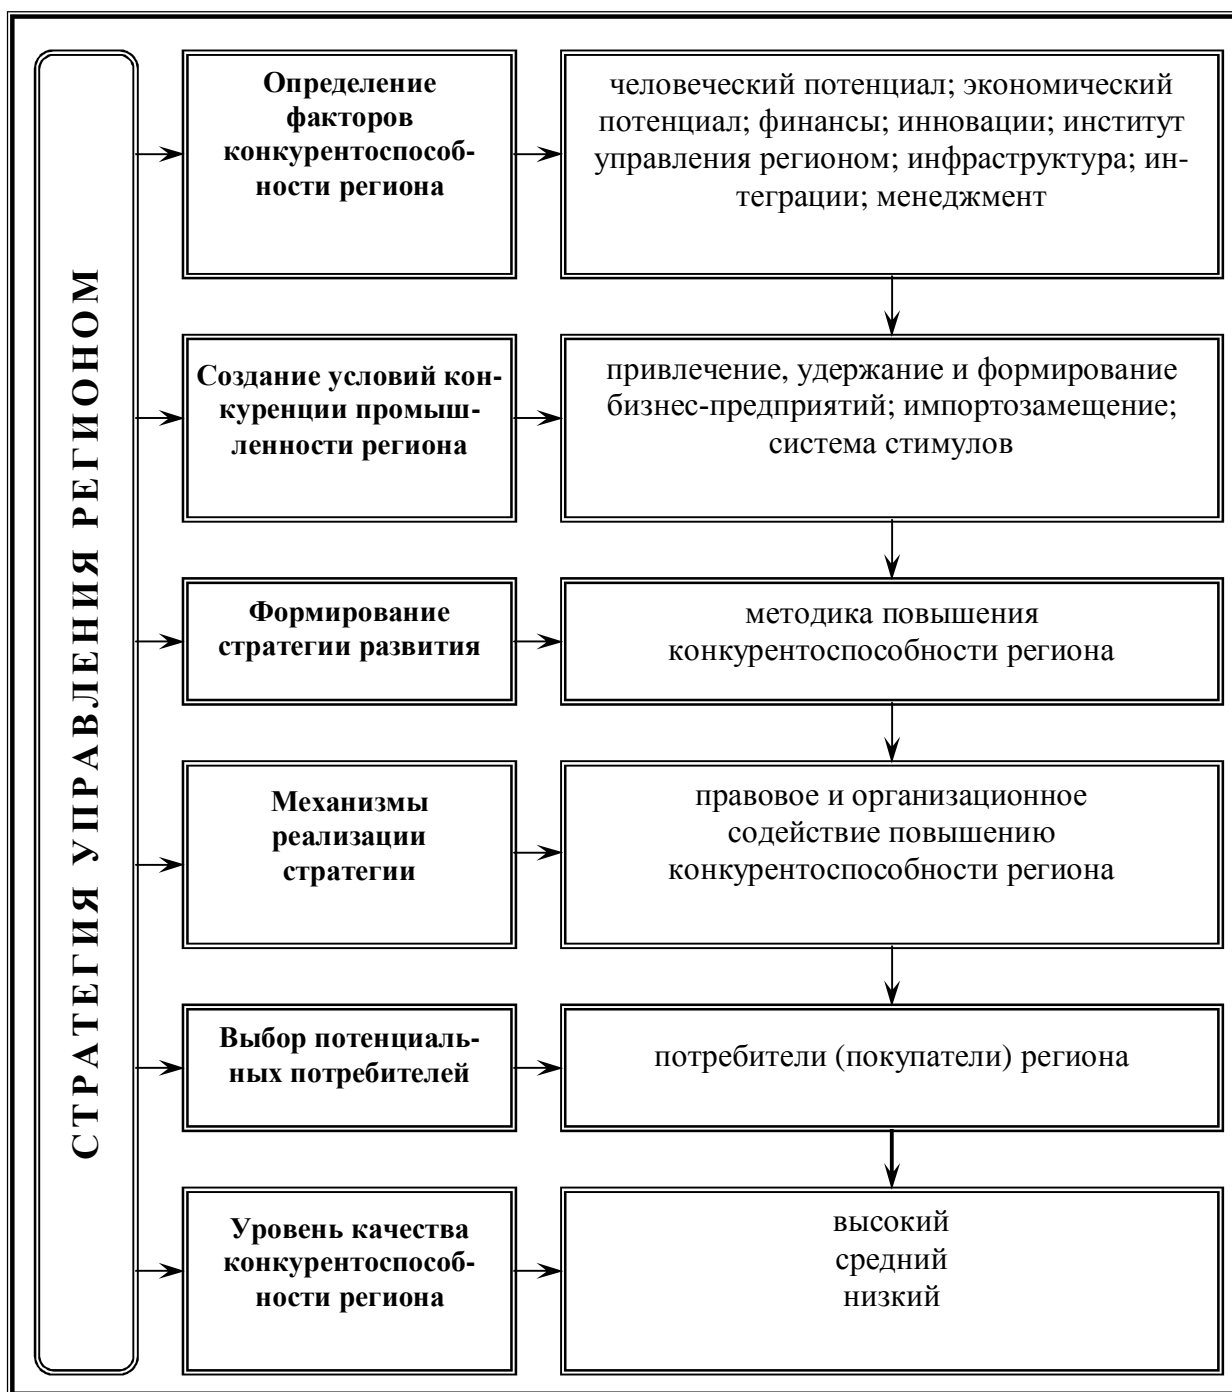 СТРАТЕГИЯ УПРАВЛЕНИЯ РЕГИОНОМ
Определение
факторов
конкурентоспособ-
ности региона
человеческий потенциал; экономический
потенциал; финансы; инновации; институт
управления регионом; инфраструктура; ин-
теграции; менеджмент
Создание условий кон-
куренции промыш-
ленности региона
привлечение, удержание и формирование
бизнес-предприятий; импортозамещение;
система стимулов
Формирование
стратегии развития
методика повышения
конкурентоспособности региона
Механизмы
реализации
стратегии
правовое и организационное
содействие повышению
конкурентоспособности региона
Выбор потенциаль-
ных потребителей
потребители (покупатели) региона
Уровень качества
конкурентоспособ-
ности региона
высокий
средний
низкий